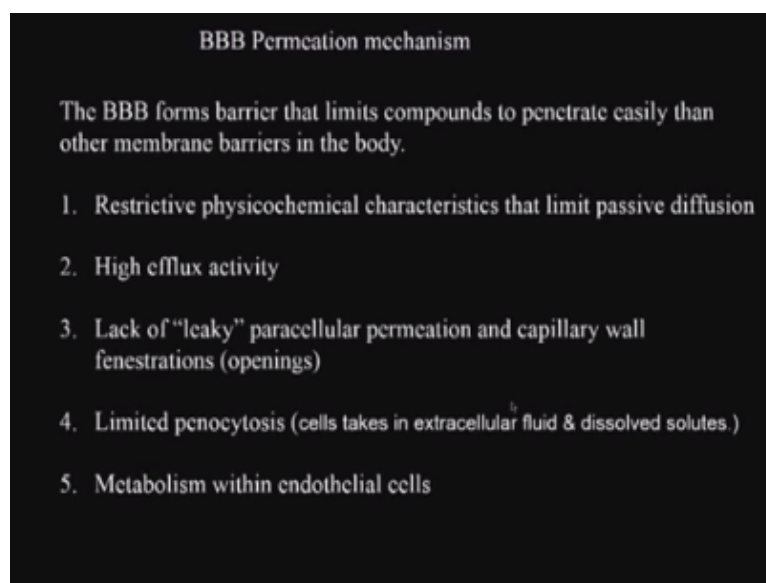 BBB Permeation mechanism
The BBB forms barrier that limits compounds to penetrate easily than
other membrane barriers in the body.
1. Restrictive physicochemical characteristics that limit passive diffusion
2. High efflux activity
3. Lack of “leaky” paracellular permeation and capillary wall
fenestrations (openings)
4. Limited penocytosis (cells takes in extracellular fluid & dissolved solutes.)
5. Metabolism within endothelial cells